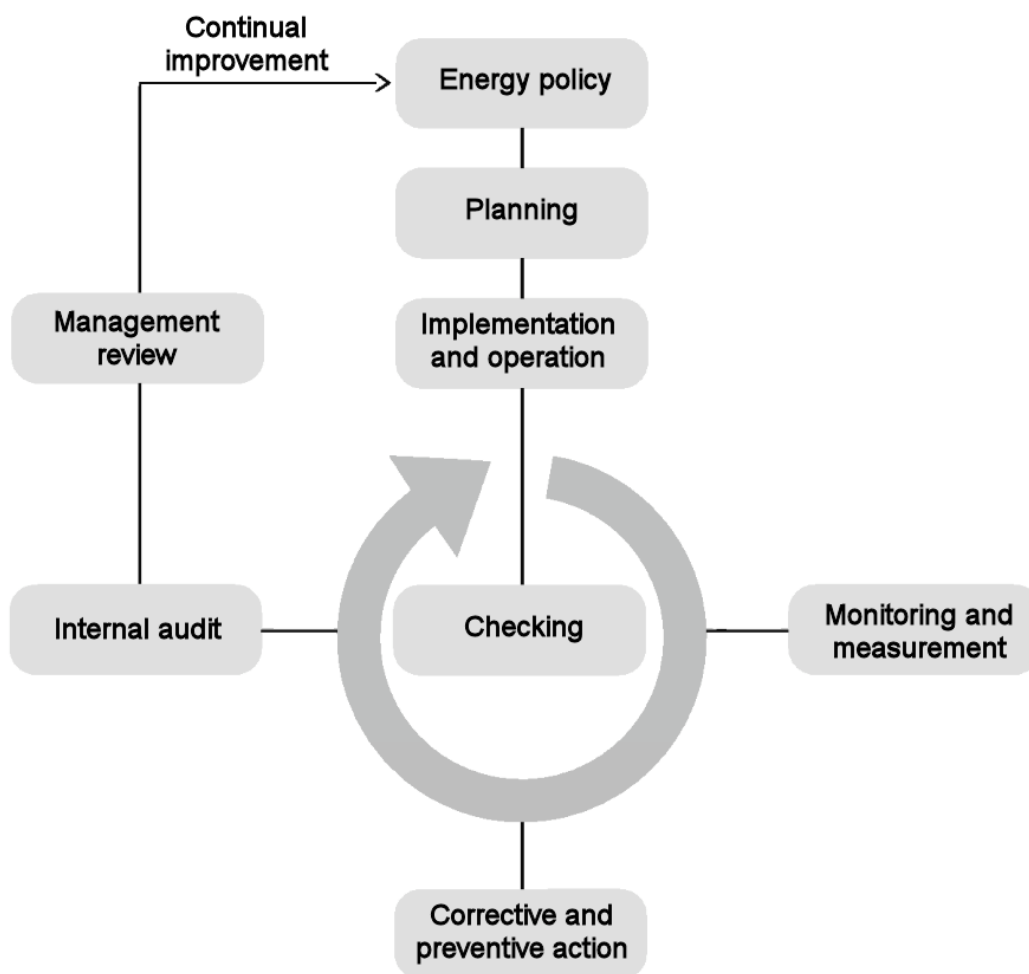 Continual
improvement
Energy policy
Planning
Management
review
Implementation
and operation
Internal audit
Checking
Monitoring and
measurement
Corrective and
preventive action